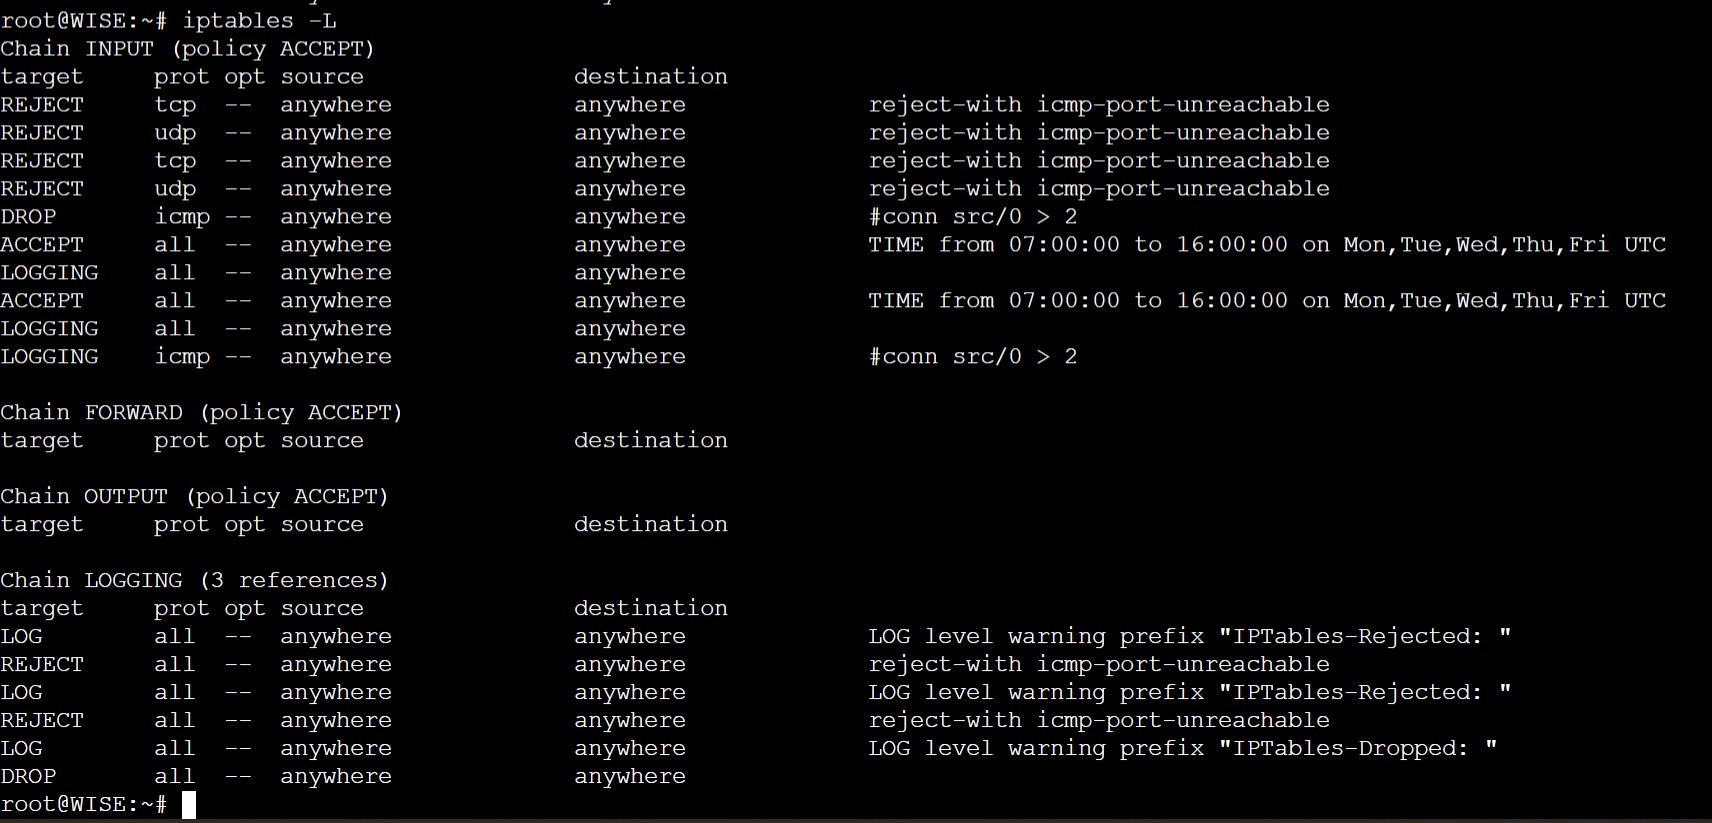 root@WISE:~# iptables -L
Chain INPUT (policy ACCEPT)
target     prot opt source               destination
REJECT     tcp  --  anywhere             anywhere             reject-with icmp-port-unreachable
REJECT     udp  --  anywhere             anywhere             reject-with icmp-port-unreachable
REJECT     tcp  --  anywhere             anywhere             reject-with icmp-port-unreachable
REJECT     udp  --  anywhere             anywhere             reject-with icmp-port-unreachable
DROP       icmp --  anywhere             anywhere             #conn src/0 > 2
ACCEPT     all  --  anywhere             anywhere             TIME from 07:00:00 to 16:00:00 on Mon,Tue,Wed,Thu,Fri UTC
LOGGING    all  --  anywhere             anywhere
ACCEPT     all  --  anywhere             anywhere             TIME from 07:00:00 to 16:00:00 on Mon,Tue,Wed,Thu,Fri UTC
LOGGING    all  --  anywhere             anywhere
LOGGING    icmp --  anywhere             anywhere             #conn src/0 > 2

Chain FORWARD (policy ACCEPT)
target     prot opt source               destination

Chain OUTPUT (policy ACCEPT)
target     prot opt source               destination

Chain LOGGING (3 references)
target     prot opt source               destination
LOG        all  --  anywhere             anywhere             LOG level warning prefix "IPTables-Rejected: "
REJECT     all  --  anywhere             anywhere             reject-with icmp-port-unreachable
LOG        all  --  anywhere             anywhere             LOG level warning prefix "IPTables-Rejected: "
REJECT     all  --  anywhere             anywhere             reject-with icmp-port-unreachable
LOG        all  --  anywhere             anywhere             LOG level warning prefix "IPTables-Dropped: "
DROP       all  --  anywhere             anywhere
root@WISE:~#